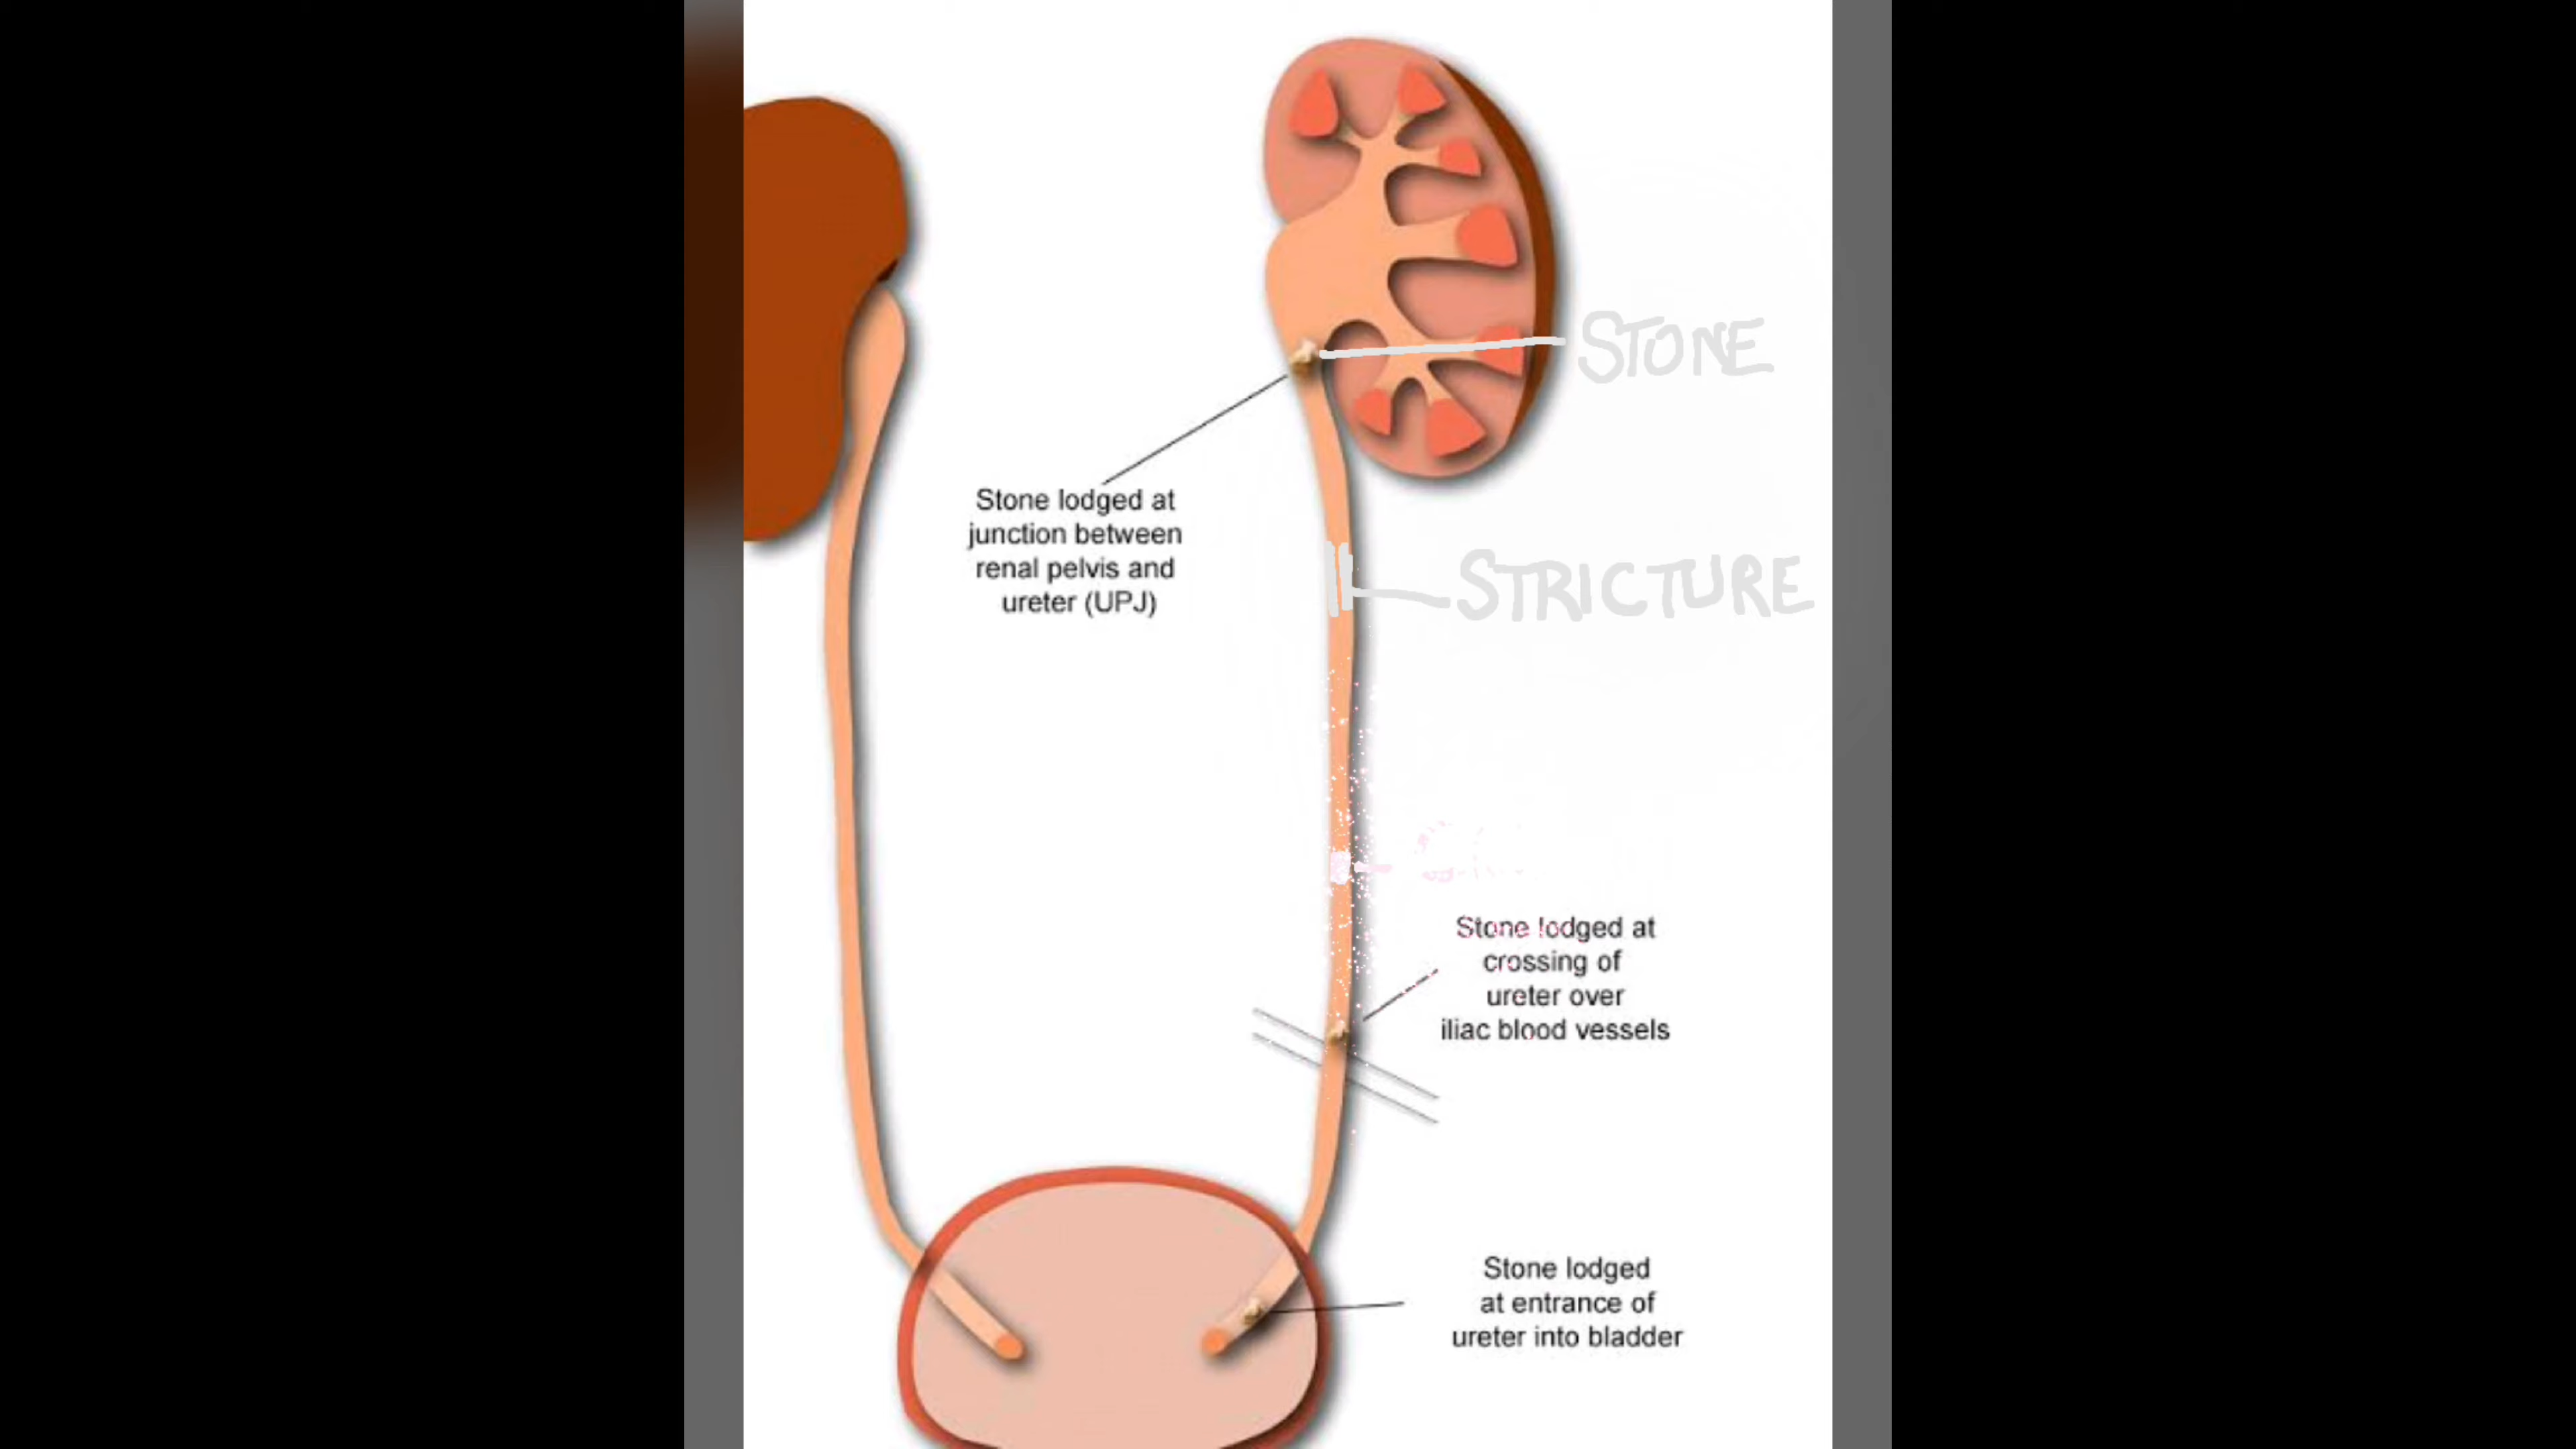 STONE
Stone lodged at
junction between
renal pelvis and
ureter (UPJ)
STRICTURE
Stone lodged at
crossing of
ureter over
iliac blood vessels
Stone lodged
at entrance of
ureter into bladder